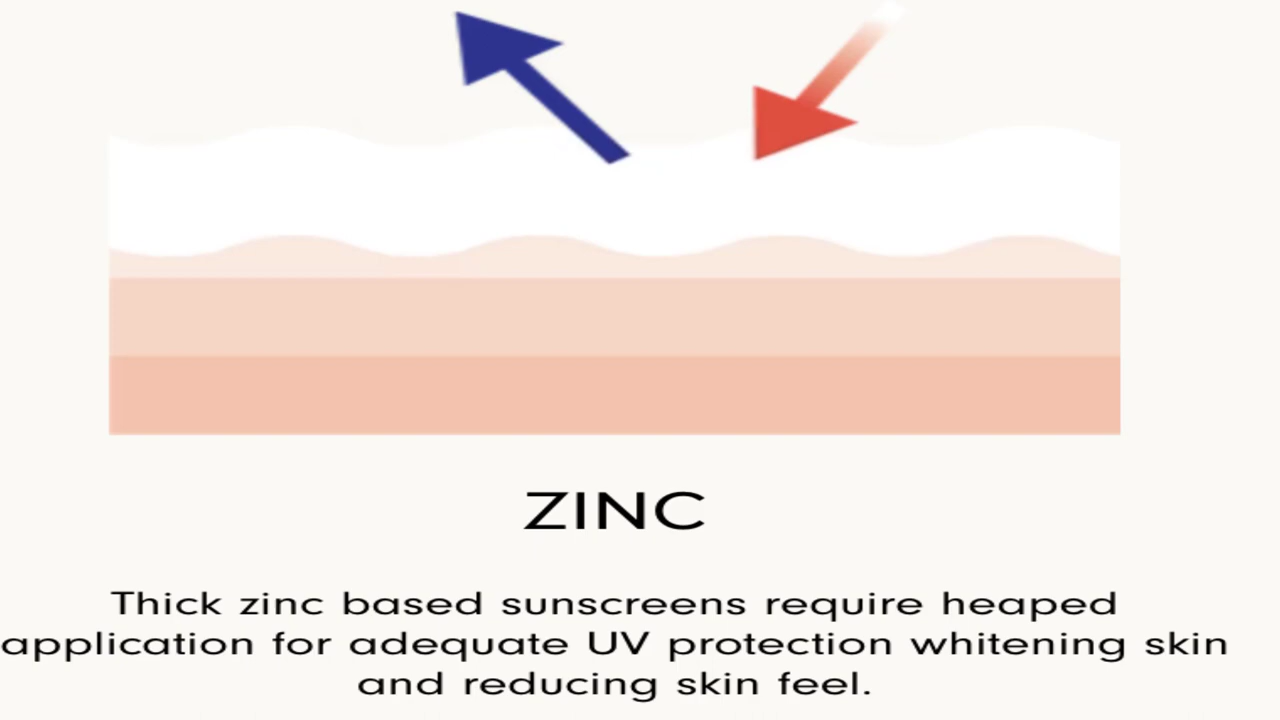 ZINC
Thick zinc based sunscreens require heaped
application for adequate UV protection whitening skin
and reducing skin feel.